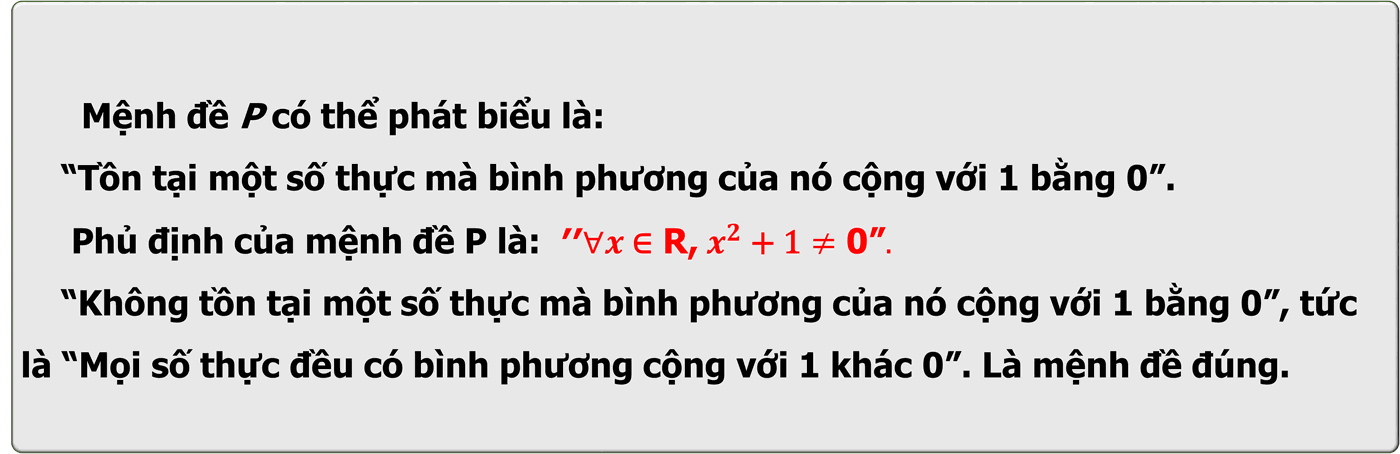 Mệnh đề P có thể phát biểu là:
“Tồn tại một số thực mà bình phương của nó cộng với 1 bằng 0”.
Phủ định của mệnh đề P là: ”∀x ∈ R, x² + 1 ≠ 0”.
“Không tồn tại một số thực mà bình phương của nó cộng với 1 bằng 0”, tức
là “Mọi số thực đều có bình phương cộng với 1 khác 0”. Là mệnh đề đúng.